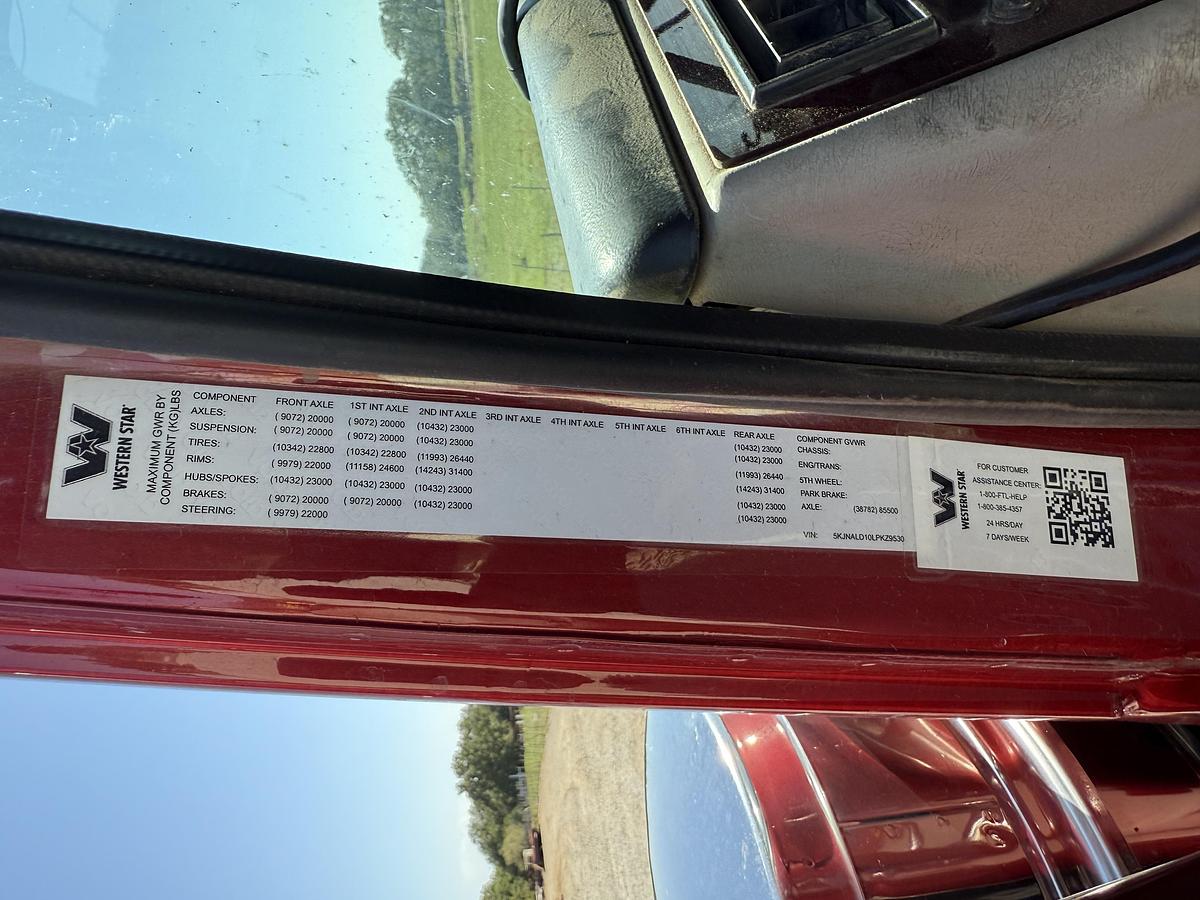 WESTERN STAR
MAXIMUM GWR BY
COMPONENT (KG)LBS
COMPONENT FRONT AXLE 1ST INT AXLE 2ND INT AXLE 3RD INT AXLE 4TH INT AXLE 5TH INT AXLE 6TH INT AXLE REAR AXLE
AXLES: ( 9072) 20000 ( 9072) 20000 (10432) 23000 (10432) 23000
SUSPENSION: ( 9072) 20000 ( 9072) 20000 (10432) 23000 (10432) 23000
TIRES: (10342) 22800 (10342) 22800 (11993) 26440 (11993) 26440
RIMS: ( 9979) 22000 (11158) 24600 (14243) 31400 (14243) 31400
HUBS/SPOKES: (10432) 23000 (10432) 23000 (10432) 23000 (10432) 23000
BRAKES: ( 9072) 20000 ( 9072) 20000 (10432) 23000 (10432) 23000
STEERING: ( 9979) 22000
COMPONENT GVWR
CHASSIS:
ENG/TRANS:
5TH WHEEL:
PARK BRAKE:
AXLE: (38782) 85500
VIN: 5KJNALD10LPKZ9530
WESTERN STAR
FOR CUSTOMER
ASSISTANCE CENTER:
1-800-FTL-HELP
1-800-385-4357
24 HRS/DAY
7 DAYS/WEEK